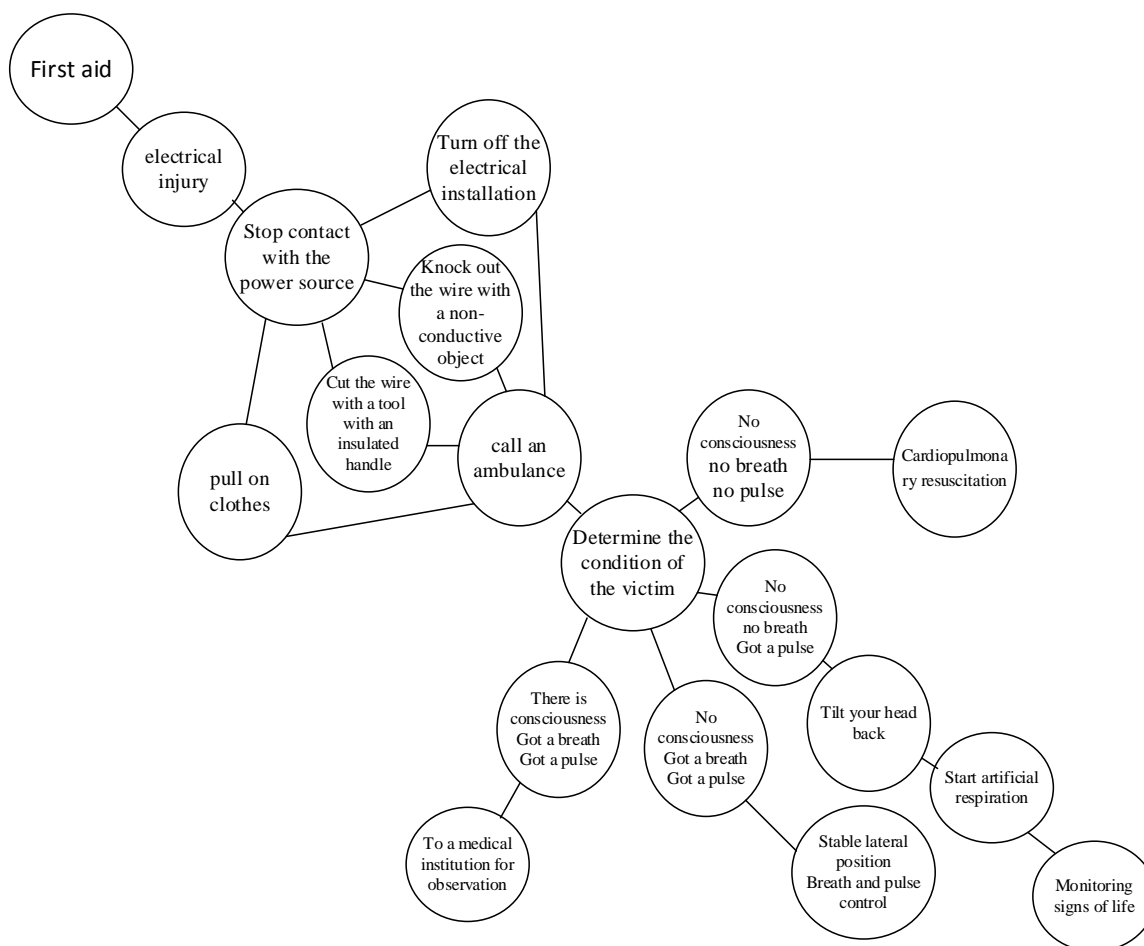 First aid
electrical
injury
Stop contact
with the
power source
Turn off the
electrical
installation
Knock out
the wire with
a non-
conductive
object
Cut the wire
with a tool
with an
insulated
handle
pull on
clothes
call an
ambulance
Determine the
condition of
the victim
No
consciousness
no breath
no pulse
Cardiopulmona
ry resuscitation
No
consciousness
no breath
Got a pulse
Tilt your head
back
Start artificial
respiration
Monitoring
signs of life
No
consciousness
Got a breath
Got a pulse
Stable lateral
position
Breath and pulse
control
There is
consciousness
Got a breath
Got a pulse
To a medical
institution for
observation